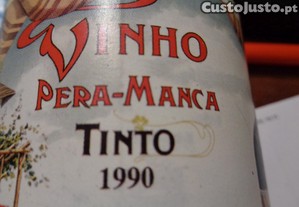 CustoJusto.pt
VINHO
PERA-MANCA
TINTO
1990